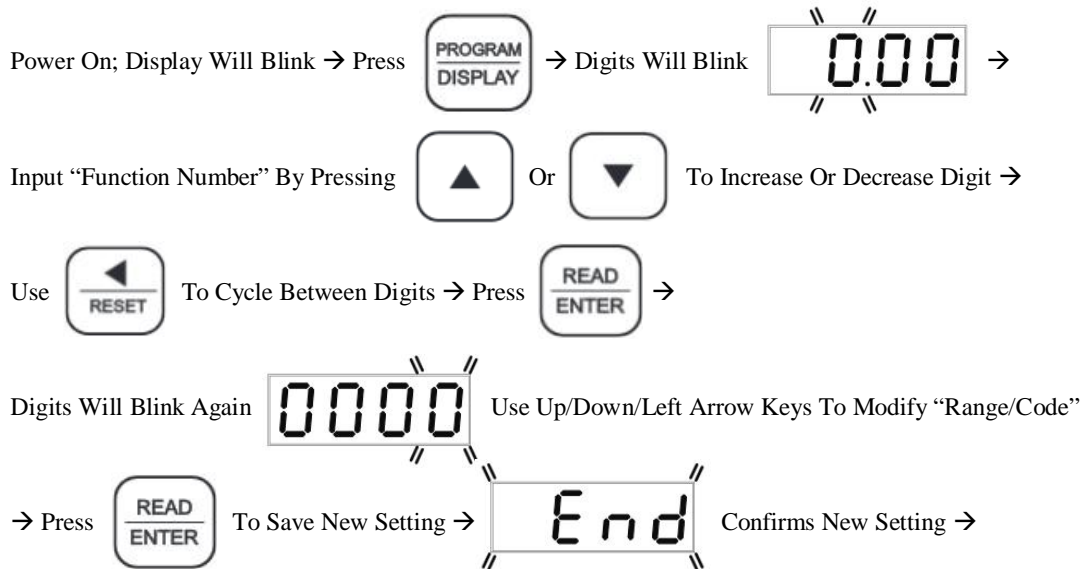 Power On; Display Will Blink → Press PROGRAM DISPLAY → Digits Will Blink 0.00 →
Input “Function Number” By Pressing ▲ Or ▼ To Increase Or Decrease Digit →
Use ◀ RESET To Cycle Between Digits → Press READ ENTER →
Digits Will Blink Again 0000 Use Up/Down/Left Arrow Keys To Modify “Range/Code”
→ Press READ ENTER To Save New Setting → End Confirms New Setting →